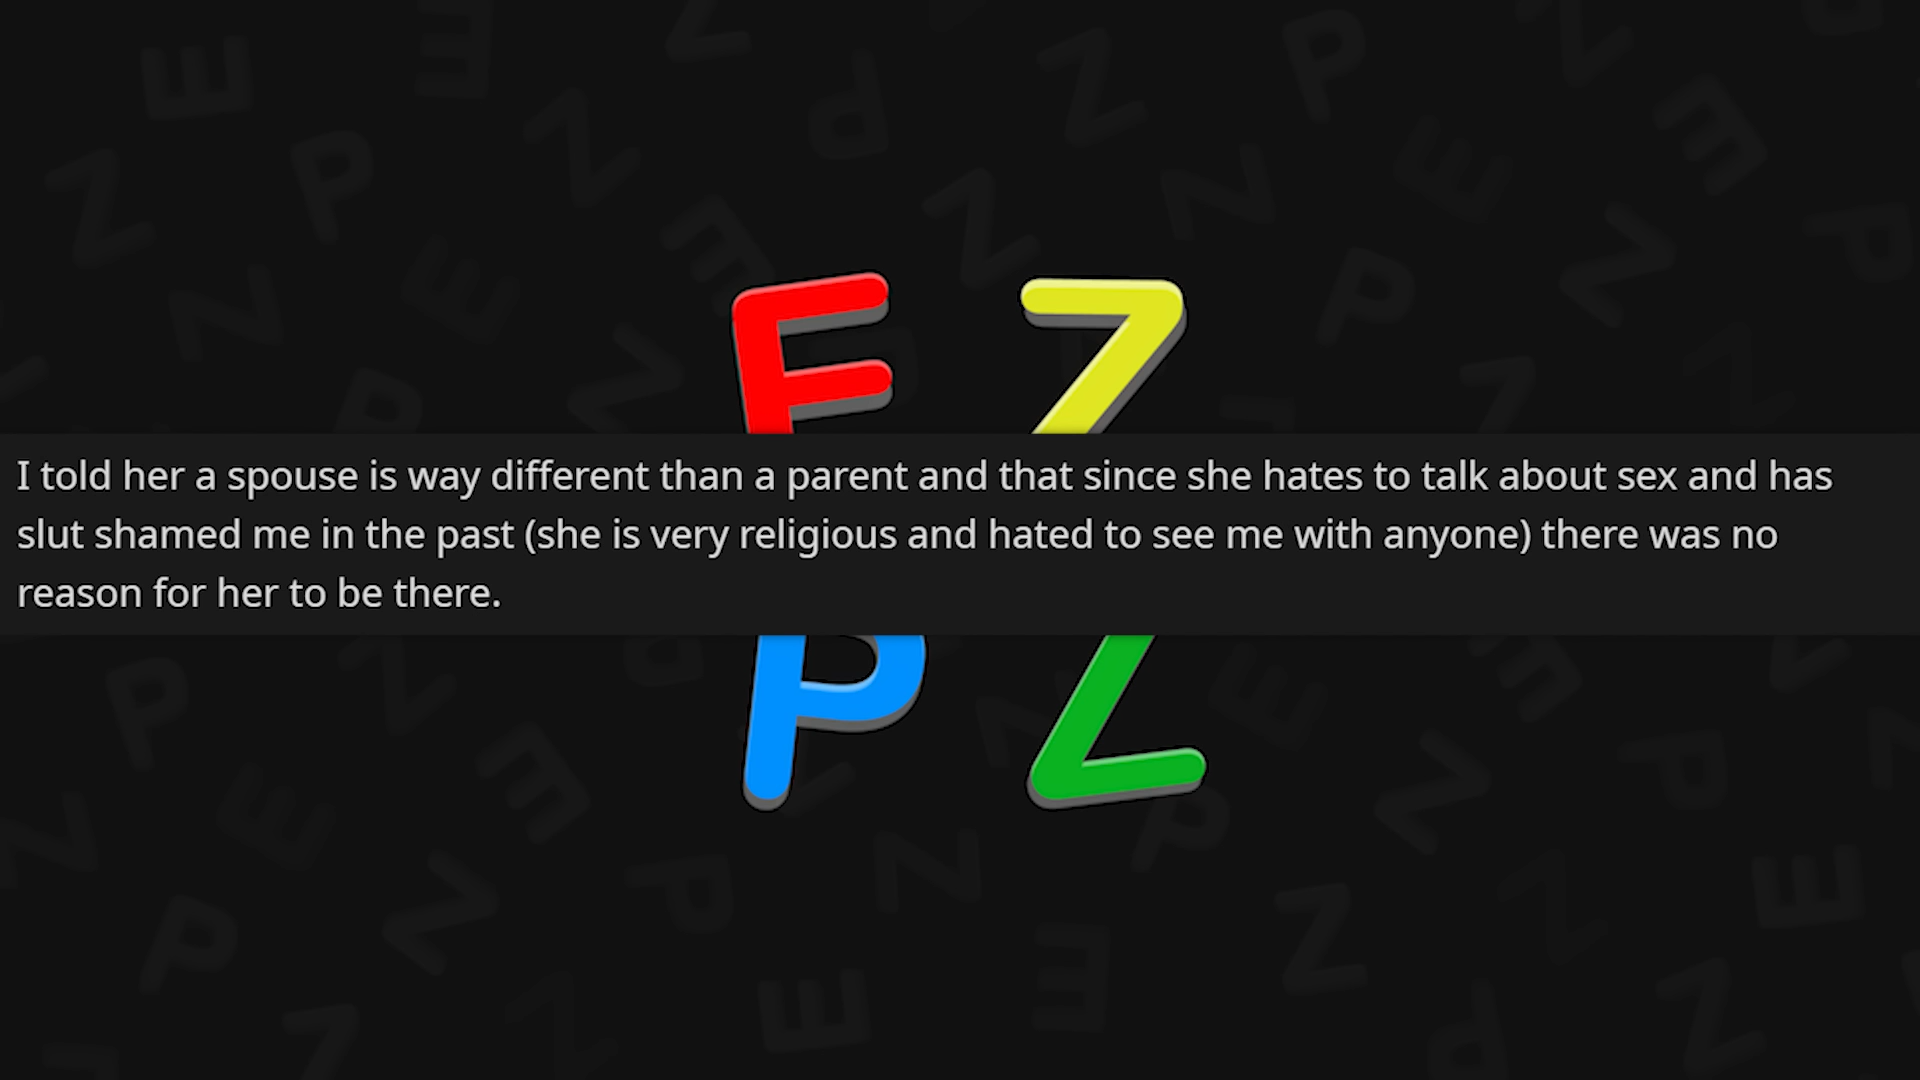 E Z
I told her a spouse is way different than a parent and that since she hates to talk about sex and has
slut shamed me in the past (she is very religious and hated to see me with anyone) there was no
reason for her to be there.
P Z